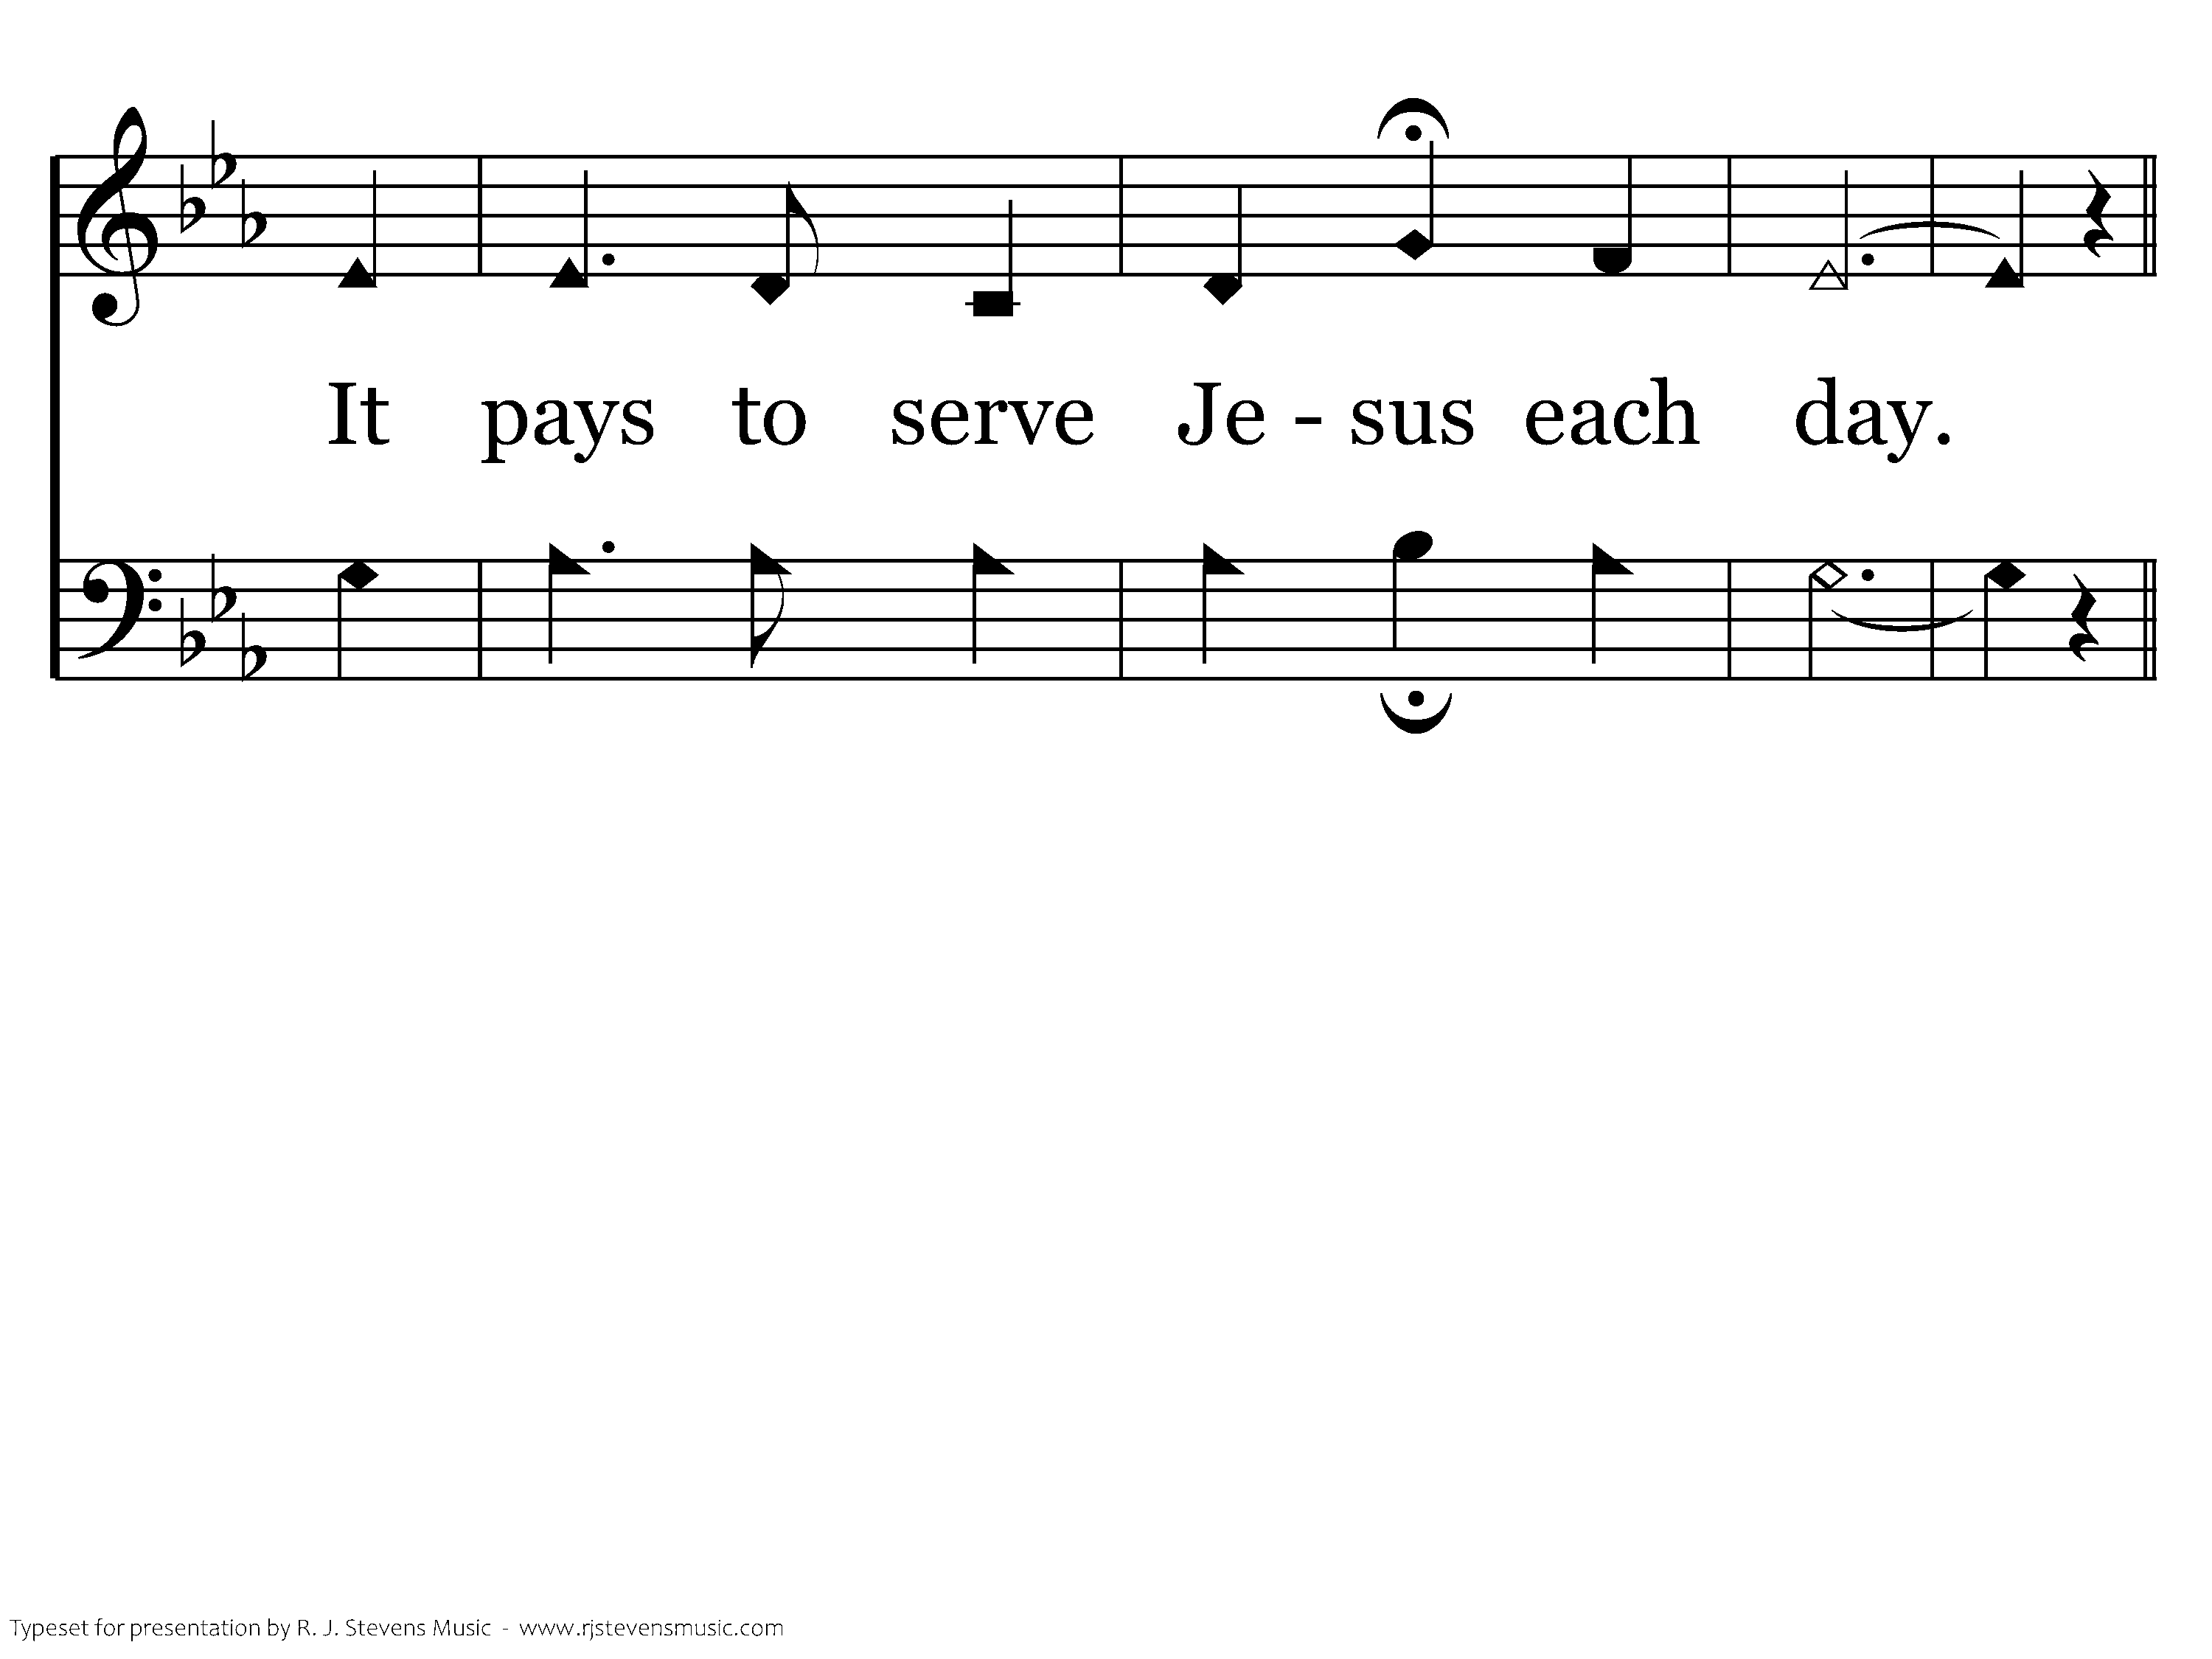 It pays to serve Je - sus each day.
Typeset for presentation by R. J. Stevens Music - www.rjstevensmusic.com